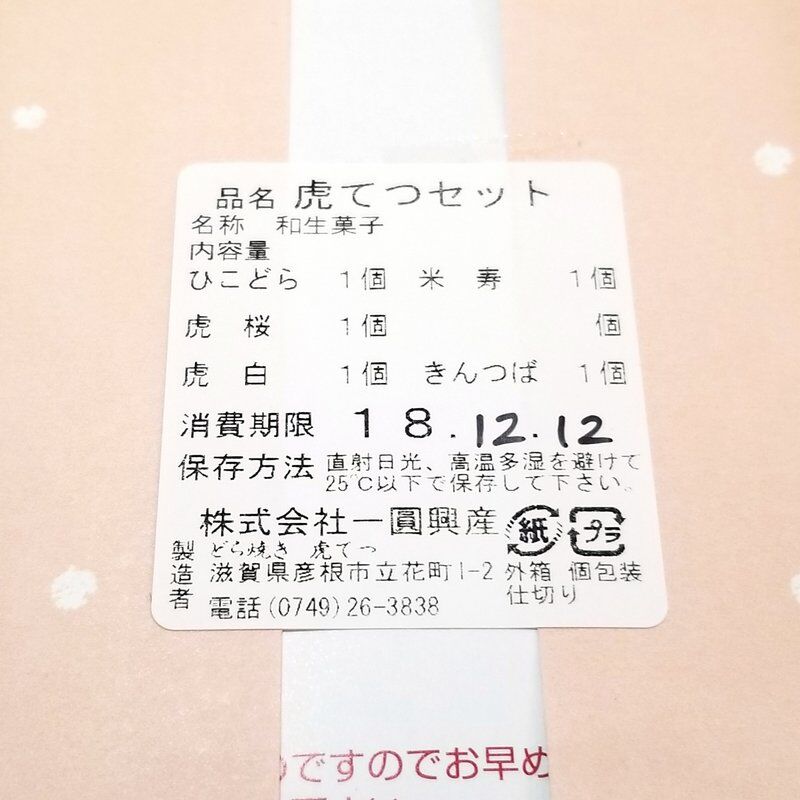 品名 虎てつセット
名称 和生菓子
内容量
ひこどら 1個 米寿 1個
虎桜 1個 個
虎白 1個 きんつば 1個
消費期限 18.12.12
保存方法 直射日光、高温多湿を避けて
25℃以下で保存して下さい。
株式会社一圓興産
製造者 どら焼き 虎てつ
滋賀県彦根市立花町1-2
電話(0749)26-3838
紙 プラ
外箱 個包装
仕切り
ですのでお早め